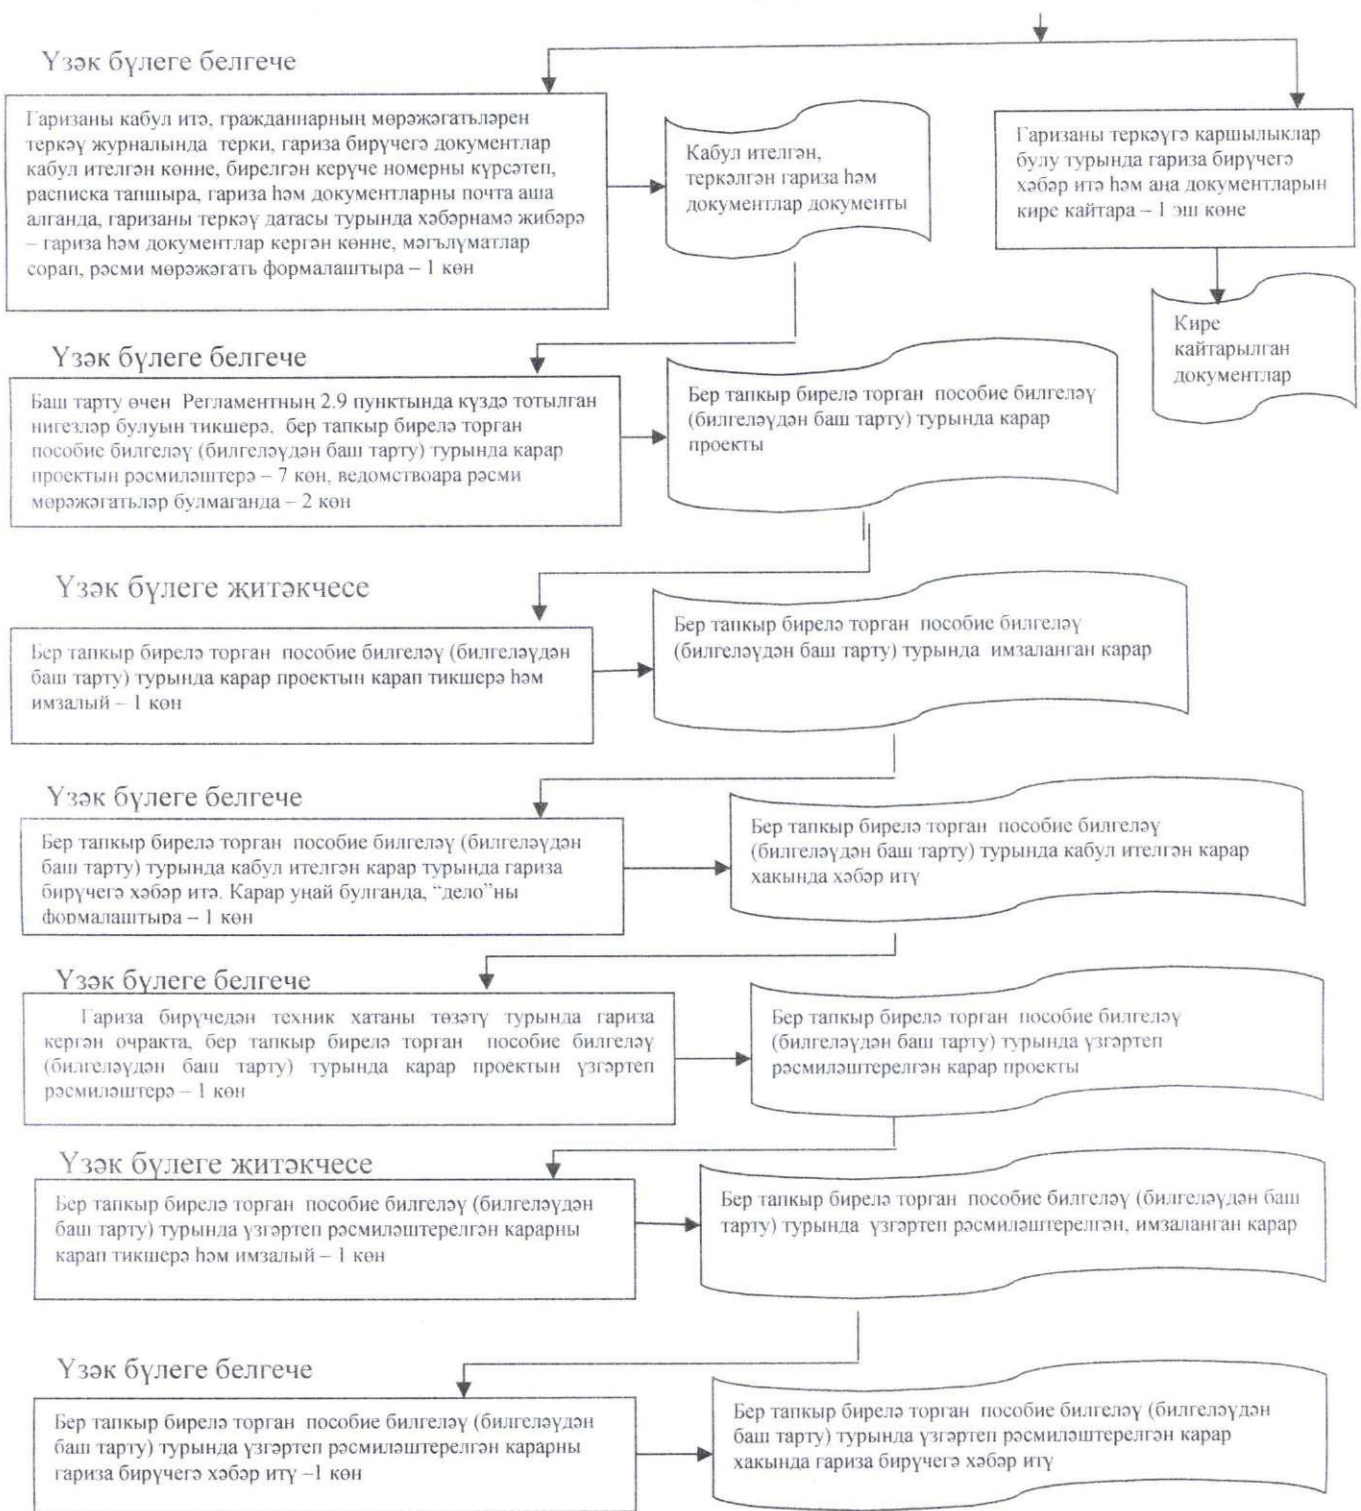 Үзәк бүлеге белгече
Гаризаны кабул итә, гражданнарның мөрәҗәгатьләрен
теркәү журналында терки, гариза бирүчегә документлар
кабул ителгән көнне, бирелгән керүче номерны күрсәтеп,
расписка тапшыра, гариза һәм документларны почта аша
алганда, гаризаны теркәү датасы турында хәбәрнамә җибәрә
– гариза һәм документлар кергән көнне, мәгълүматлар
сорап, рәсми мөрәҗәгать формалаштыра – 1 көн
Кабул ителгән,
теркәлгән гариза һәм
документлар документы
Гаризаны теркәүгә каршылыклар
булу турында гариза бирүчегә
хәбәр итә һәм ана документларын
кире кайтара – 1 эш көне
Кире
кайтарылган
документлар
Үзәк бүлеге белгече
Баш тарту өчен Регламентның 2.9 пунктында күздә тотылган
нигезләр булуын тикшерә, бер тапкыр бирелә торган
пособие билгеләү (билгеләүдән баш тарту) турында карар
проектын рәсмиләштерә – 7 көн, ведомствоара рәсми
мөрәҗәгатьләр булмаганда – 2 көн
Бер тапкыр бирелә торган пособие билгеләү
(билгеләүдән баш тарту) турында карар
проекты
Үзәк бүлеге җитәкчесе
Бер тапкыр бирелә торган пособие билгеләү (билгеләүдән
баш тарту) турында карар проектын карап тикшерә һәм
имзалый – 1 көн
Бер тапкыр бирелә торган пособие билгеләү
(билгеләүдән баш тарту) турында имзаланган карар
Үзәк бүлеге белгече
Бер тапкыр бирелә торган пособие билгеләү (билгеләүдән
баш тарту) турында кабул ителгән карар турында гариза
бирүчегә хәбәр итә. Карар уңай булганда, “дело”ны
формалаштыра – 1 көн
Бер тапкыр бирелә торган пособие билгеләү
(билгеләүдән баш тарту) турында кабул ителгән карар
хакында хәбәр итү
Үзәк бүлеге белгече
Гариза бирүчедән техник хатаны төзәтү турында гариза
кергән очракта, бер тапкыр бирелә торган пособие билгеләү
(билгеләүдән баш тарту) турында карар проектын үзгәртеп
рәсмиләштерә – 1 көн
Бер тапкыр бирелә торган пособие билгеләү
(билгеләүдән баш тарту) турында үзгәртеп
рәсмиләштерелгән карар проекты
Үзәк бүлеге җитәкчесе
Бер тапкыр бирелә торган пособие билгеләү (билгеләүдән
баш тарту) турында үзгәртеп рәсмиләштерелгән карарны
карап тикшерә һәм имзалый – 1 көн
Бер тапкыр бирелә торган пособие билгеләү (билгеләүдән баш
тарту) турында үзгәртеп рәсмиләштерелгән, имзаланган карар
Үзәк бүлеге белгече
Бер тапкыр бирелә торган пособие билгеләү (билгеләүдән
баш тарту) турында үзгәртеп рәсмиләштерелгән карарны
гариза бирүчегә хәбәр итү –1 көн
Бер тапкыр бирелә торган пособие билгеләү (билгеләүдән
баш тарту) турында үзгәртеп рәсмиләштерелгән карар
хакында гариза бирүчегә хәбәр итү